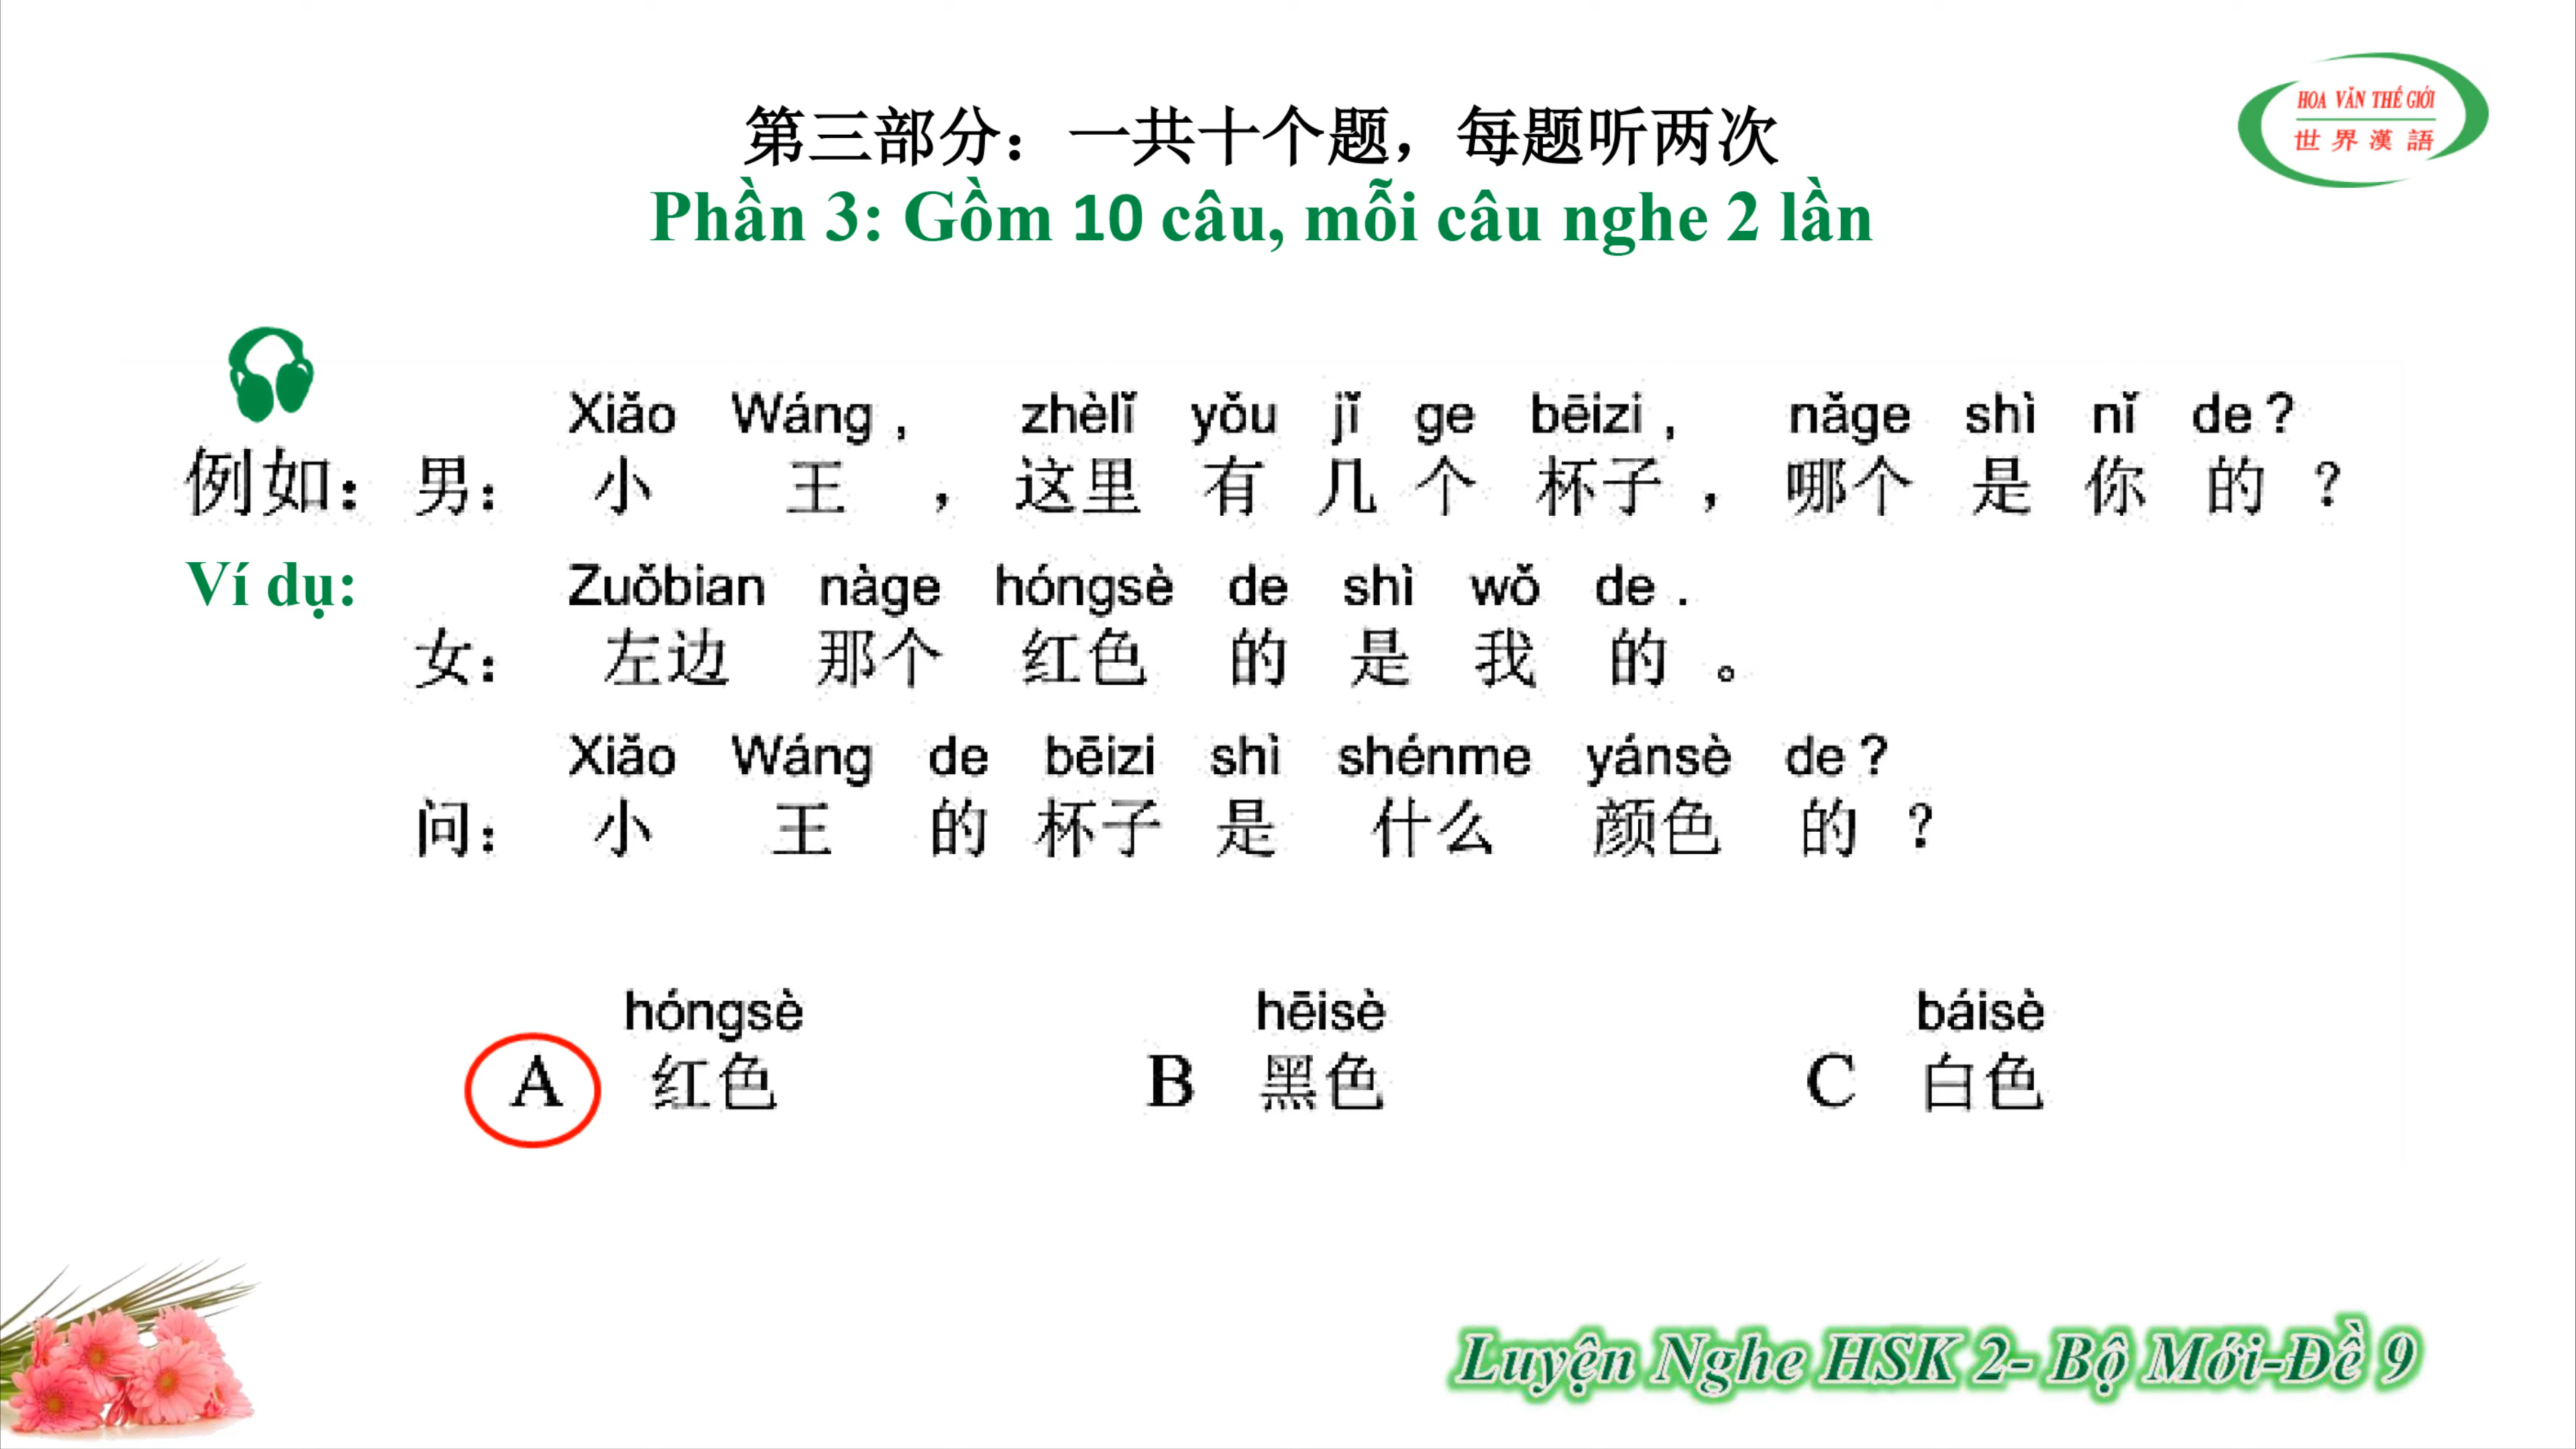 HOA VĂN THẾ GIỚI
世界漢語
第三部分：一共十个题，每题听两次
Phần 3: Gồm 10 câu, mỗi câu nghe 2 lần
Xiǎo Wáng, zhèlǐ yǒu jǐ ge bēizi, nǎge shì nǐ de?
例如：男：小王，这里有几个杯子，哪个是你的？
Ví dụ:
Zuǒbian nàge hóngsè de shì wǒ de.
女：左边那个红色的是我的。
Xiǎo Wáng de bēizi shì shénme yánsè de?
问：小王的杯子是什么颜色的？
hóngsè hēisè báisè
A 红色 B 黑色 C 白色
Luyện Nghe HSK 2- Bộ Mới-Đề 9